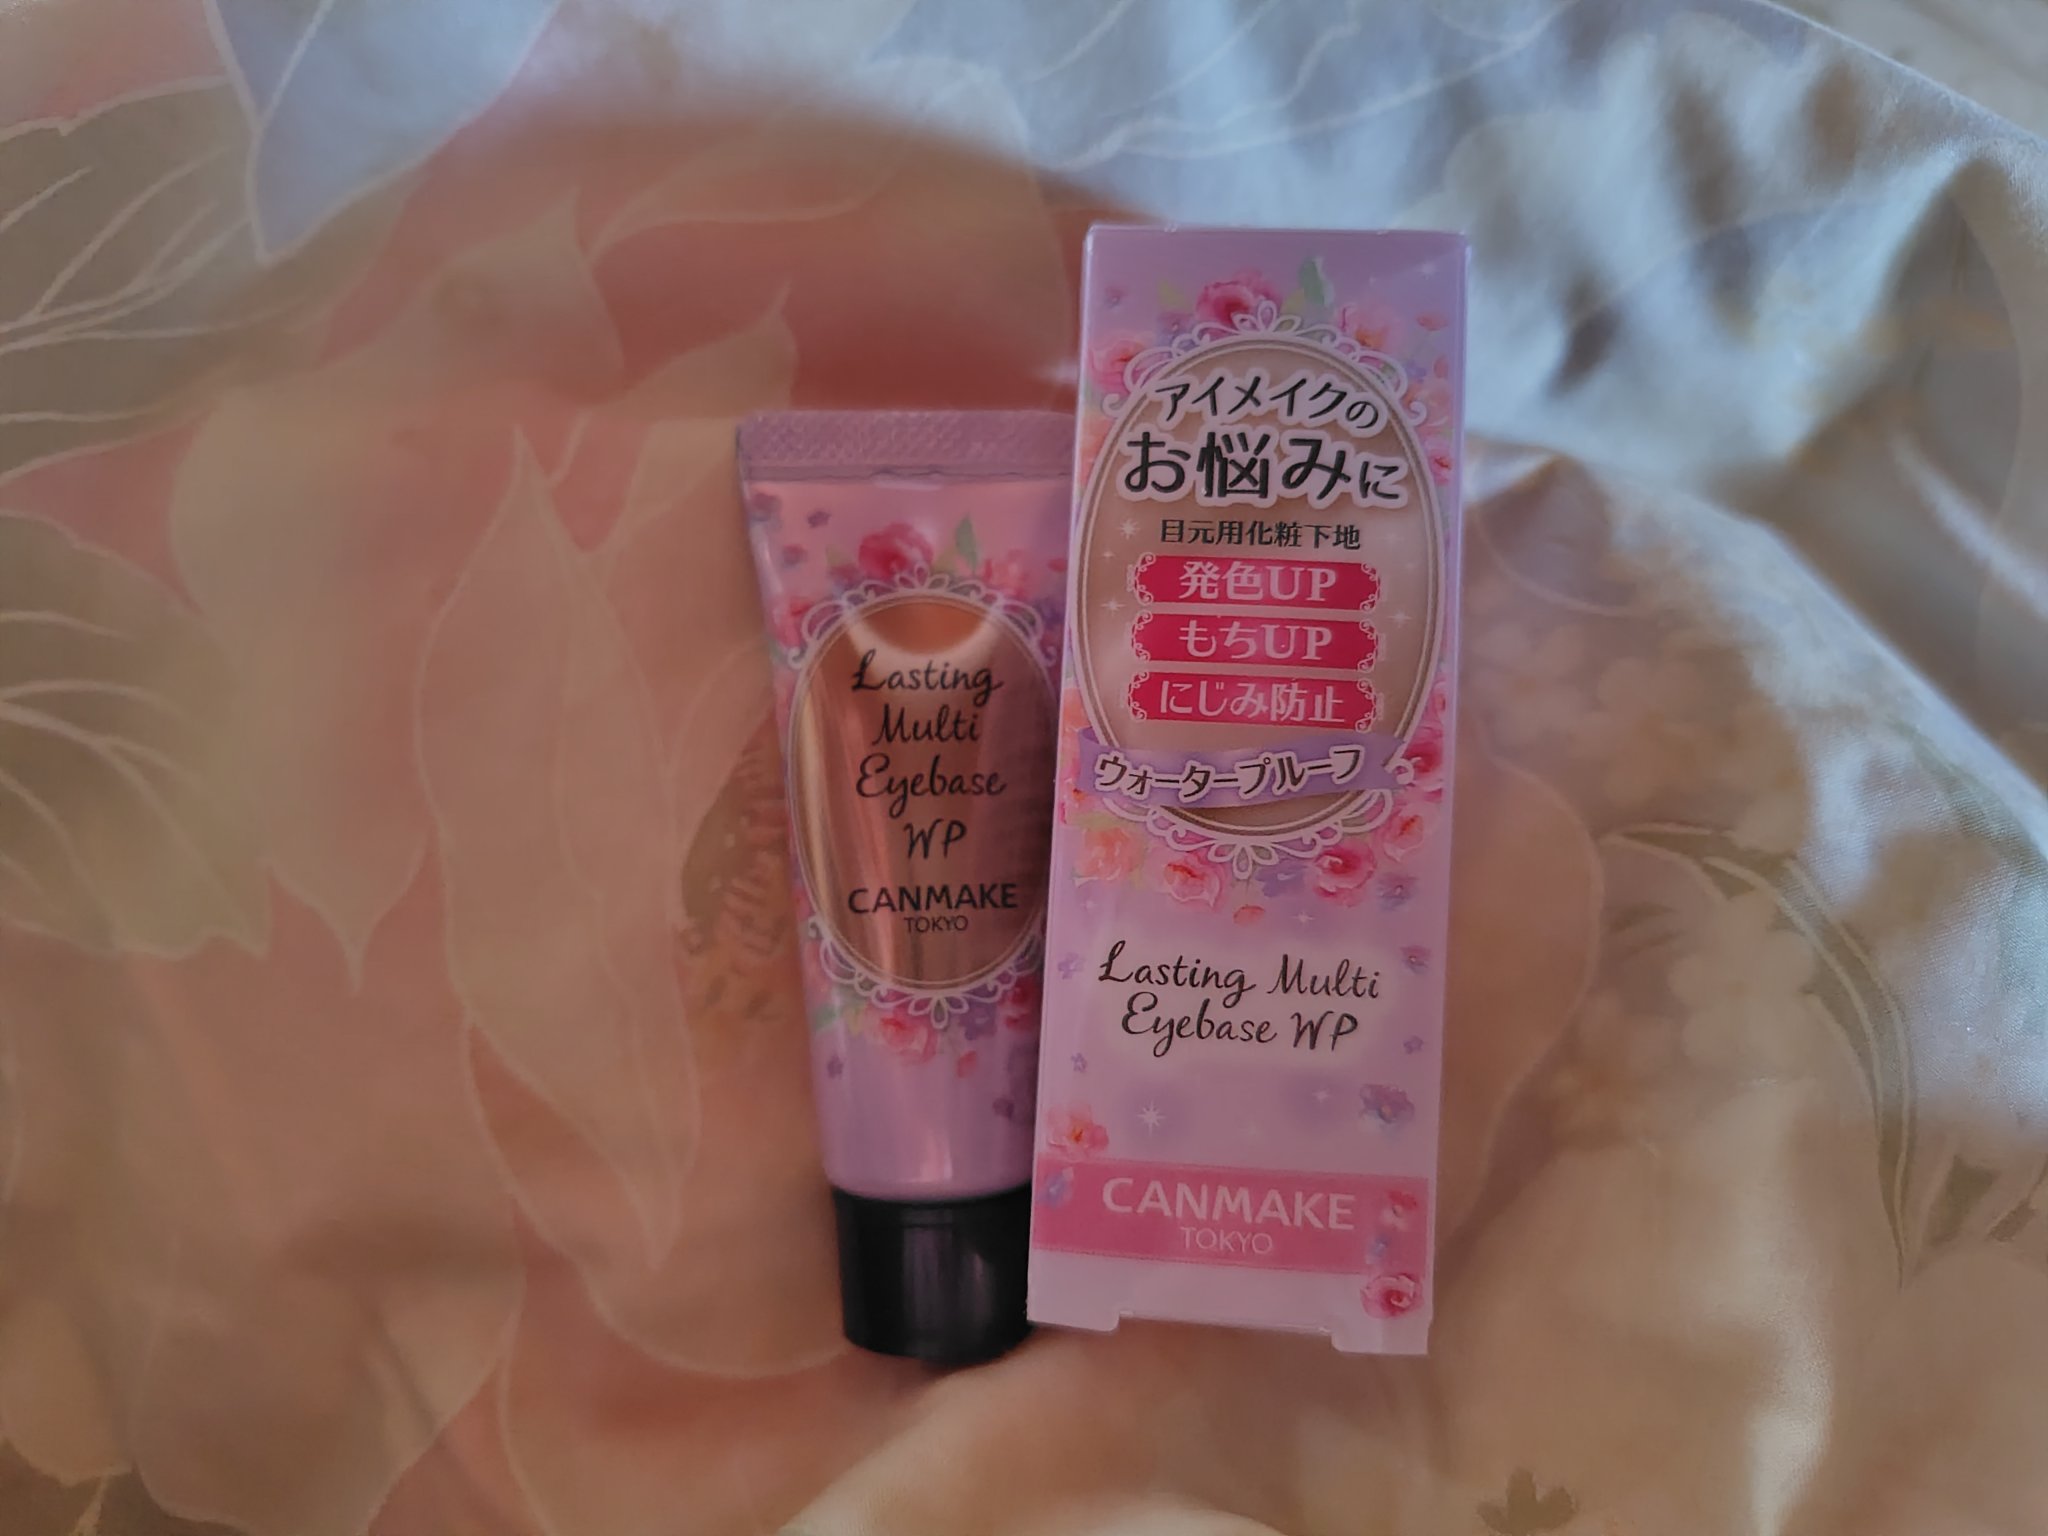 Lasting
Multi
Eyebase
WP
CANMAKE
TOKYO
アイメイクの
お悩みに
目元用化粧下地
発色UP
もちUP
にじみ防止
ウォータープルーフ
Lasting Multi
Eyebase WP
CANMAKE
TOKYO